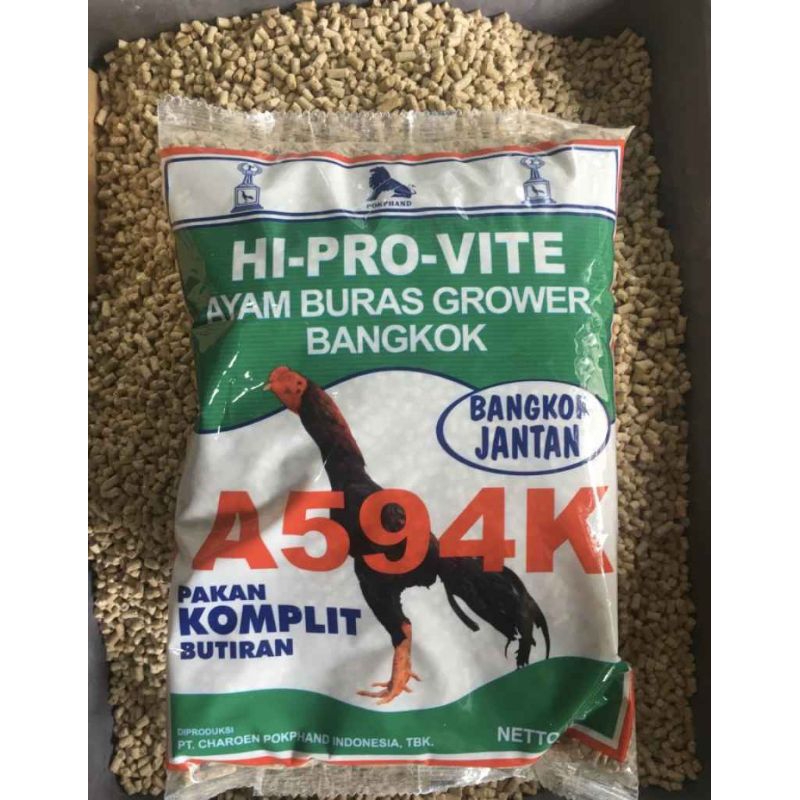 POKPHAND
HI-PRO-VITE
AYAM BURAS GROWER
BANGKOK
BANGKOK
JANTAN
A594K
PAKAN
KOMPLIT
BUTIRAN
DIPRODUKSI
PT. CHAROEN POKPHAND INDONESIA, TBK.
NETTO